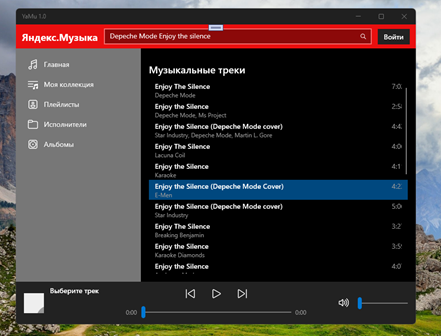 YaMu 1.0
Яндекс.Музыка
Depeche Mode Enjoy the silence
Войти
Главная
Моя коллекция
Плейлисты
Исполнители
Альбомы
Музыкальные треки
Enjoy The Silence
Depeche Mode
7:0
Enjoy the Silence
Depeche Mode, Ms Project
2:5
Enjoy the Silence (Depeche Mode cover)
Star Industry, Depeche Mode, Martin L. Gore
4:4
Enjoy the Silence
Lacuna Coil
4:0
Enjoy the Silence
Karaoke
4:1
Enjoy the Silence (Depeche Mode Cover)
E-Men
4:2
Enjoy the Silence (Depeche Mode cover)
Star Industry
5:0
Enjoy The Silence
Breaking Benjamin
3:2
Enjoy the Silence
Karaoke Diamonds
3:5
Enjoy the Silence
4:0
Выберите трек
0:00
0:00